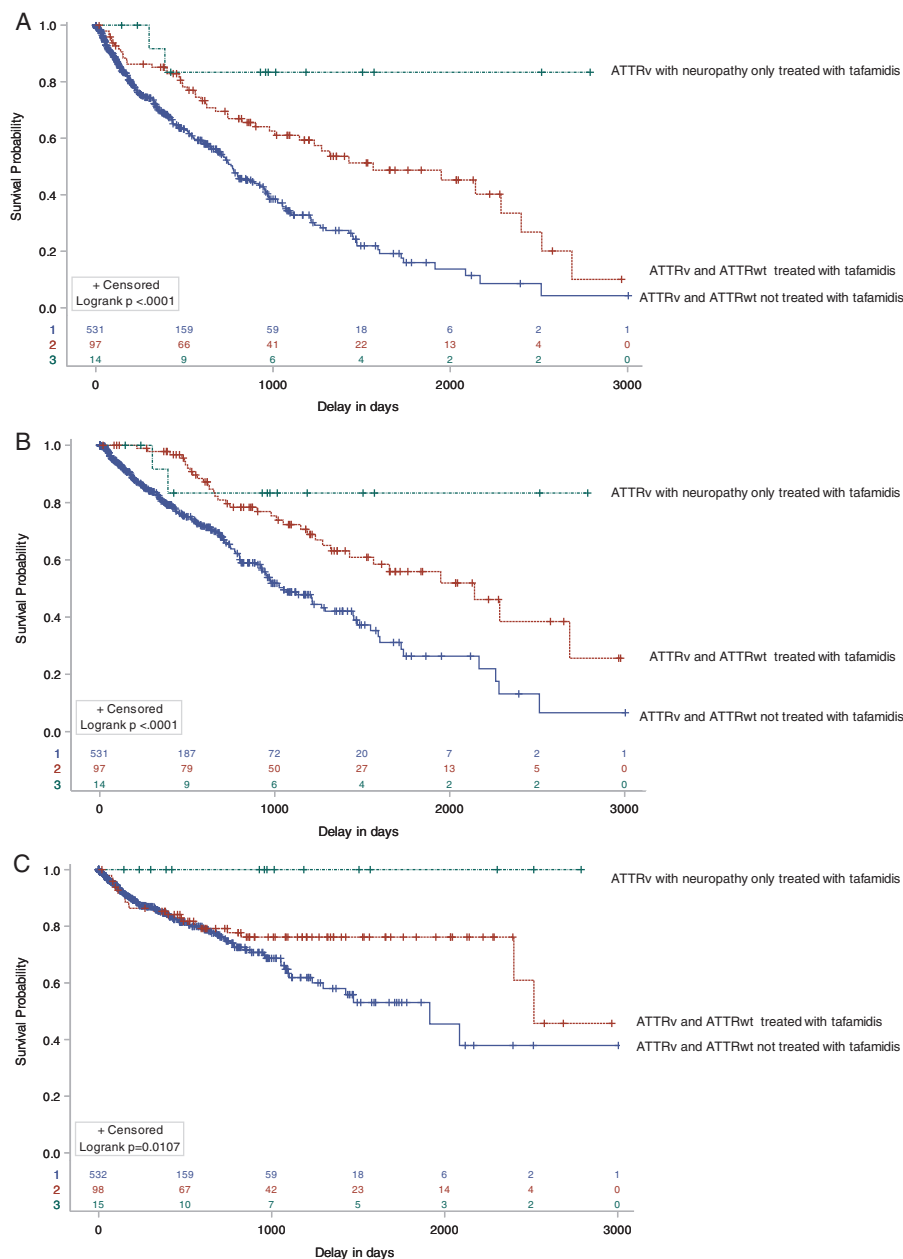 A
1.0
0.8
0.6
0.4
0.2
0.0
Survival Probability
ATTRv with neuropathy only treated with tafamidis
ATTRv and ATTRwt treated with tafamidis
ATTRv and ATTRwt not treated with tafamidis
+ Censored
Logrank p <.0001
1 531 159 59 18 6 2 1
2 97 66 41 22 13 4 0
3 14 9 6 4 2 2 0
0 1000 2000 3000
Delay in days
B
1.0
0.8
0.6
0.4
0.2
0.0
Survival Probability
ATTRv with neuropathy only treated with tafamidis
ATTRv and ATTRwt treated with tafamidis
ATTRv and ATTRwt not treated with tafamidis
+ Censored
Logrank p <.0001
1 531 187 72 20 7 2 1
2 97 79 50 27 13 5 0
3 14 9 6 4 2 2 0
0 1000 2000 3000
Delay in days
C
1.0
0.8
0.6
0.4
0.2
0.0
Survival Probability
ATTRv with neuropathy only treated with tafamidis
ATTRv and ATTRwt treated with tafamidis
ATTRv and ATTRwt not treated with tafamidis
+ Censored
Logrank p=0.0107
1 532 159 59 18 6 2 1
2 98 67 42 23 14 4 0
3 15 10 7 5 3 2 0
0 1000 2000 3000
Delay in days